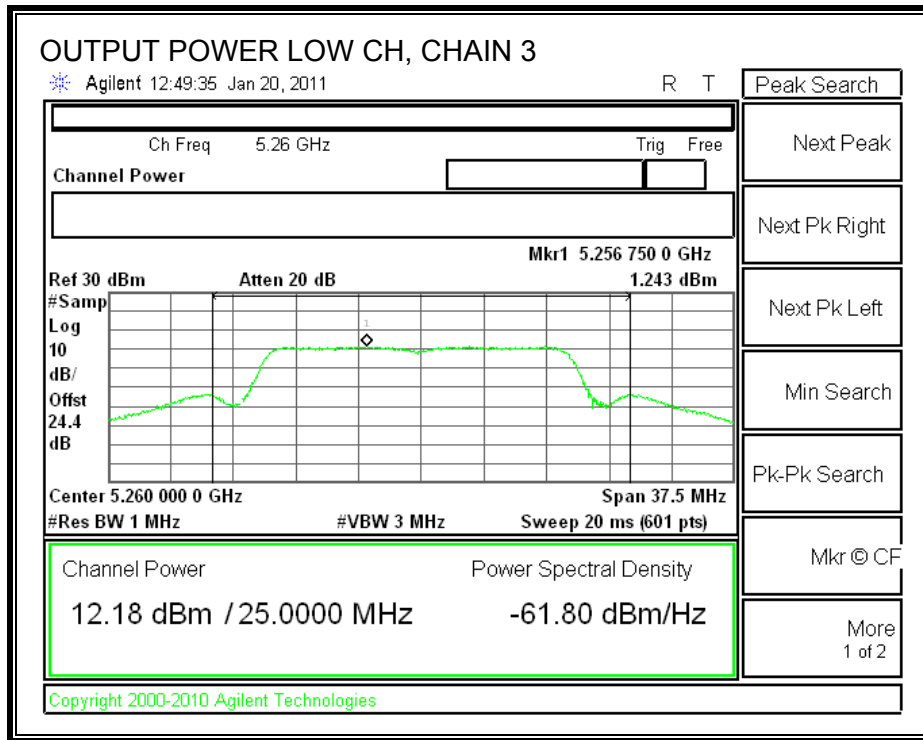 OUTPUT POWER LOW CH, CHAIN 3
Agilent 12:49:35 Jan 20, 2011 R T
Peak Search
Ch Freq 5.26 GHz Trig Free
Channel Power
Next Peak
Next Pk Right
Mkr1 5.256 750 0 GHz
Ref 30 dBm Atten 20 dB 1.243 dBm
#Samp
Log
10
dB/
Offst
24.4
dB
1
Next Pk Left
Min Search
Pk-Pk Search
Center 5.260 000 0 GHz Span 37.5 MHz
#Res BW 1 MHz #VBW 3 MHz Sweep 20 ms (601 pts)
Channel Power Power Spectral Density
12.18 dBm / 25.0000 MHz -61.80 dBm/Hz
Mkr © CF
More
1 of 2
Copyright 2000-2010 Agilent Technologies